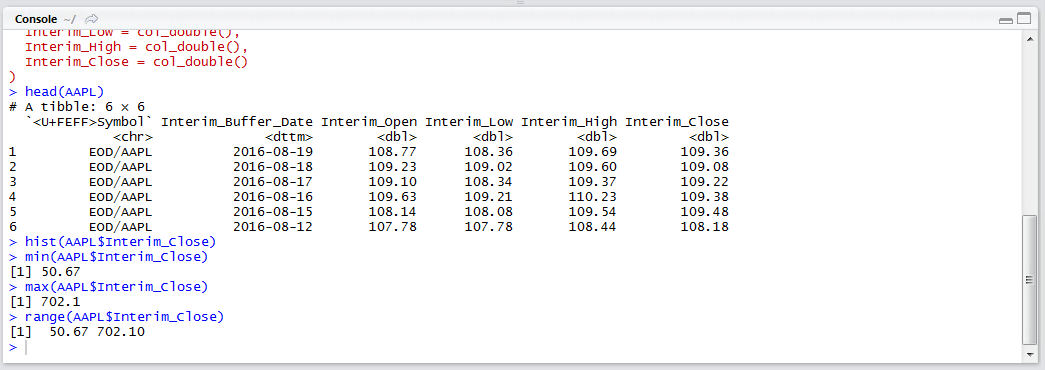 Console ~/
Interim_Low = col_double(),
Interim_High = col_double(),
Interim_Close = col_double()
)
> head(AAPL)
# A tibble: 6 × 6
`<U+FEFF>Symbol` Interim_Buffer_Date Interim_Open Interim_Low Interim_High Interim_Close
<chr> <dttm> <dbl> <dbl> <dbl> <dbl>
1 EOD/AAPL 2016-08-19 108.77 108.36 109.69 109.36
2 EOD/AAPL 2016-08-18 109.23 109.02 109.60 109.08
3 EOD/AAPL 2016-08-17 109.10 108.34 109.37 109.22
4 EOD/AAPL 2016-08-16 109.63 109.21 110.23 109.38
5 EOD/AAPL 2016-08-15 108.14 108.08 109.54 109.48
6 EOD/AAPL 2016-08-12 107.78 107.78 108.44 108.18
> hist(AAPL$Interim_Close)
> min(AAPL$Interim_Close)
[1] 50.67
> max(AAPL$Interim_Close)
[1] 702.1
> range(AAPL$Interim_Close)
[1] 50.67 702.10
>